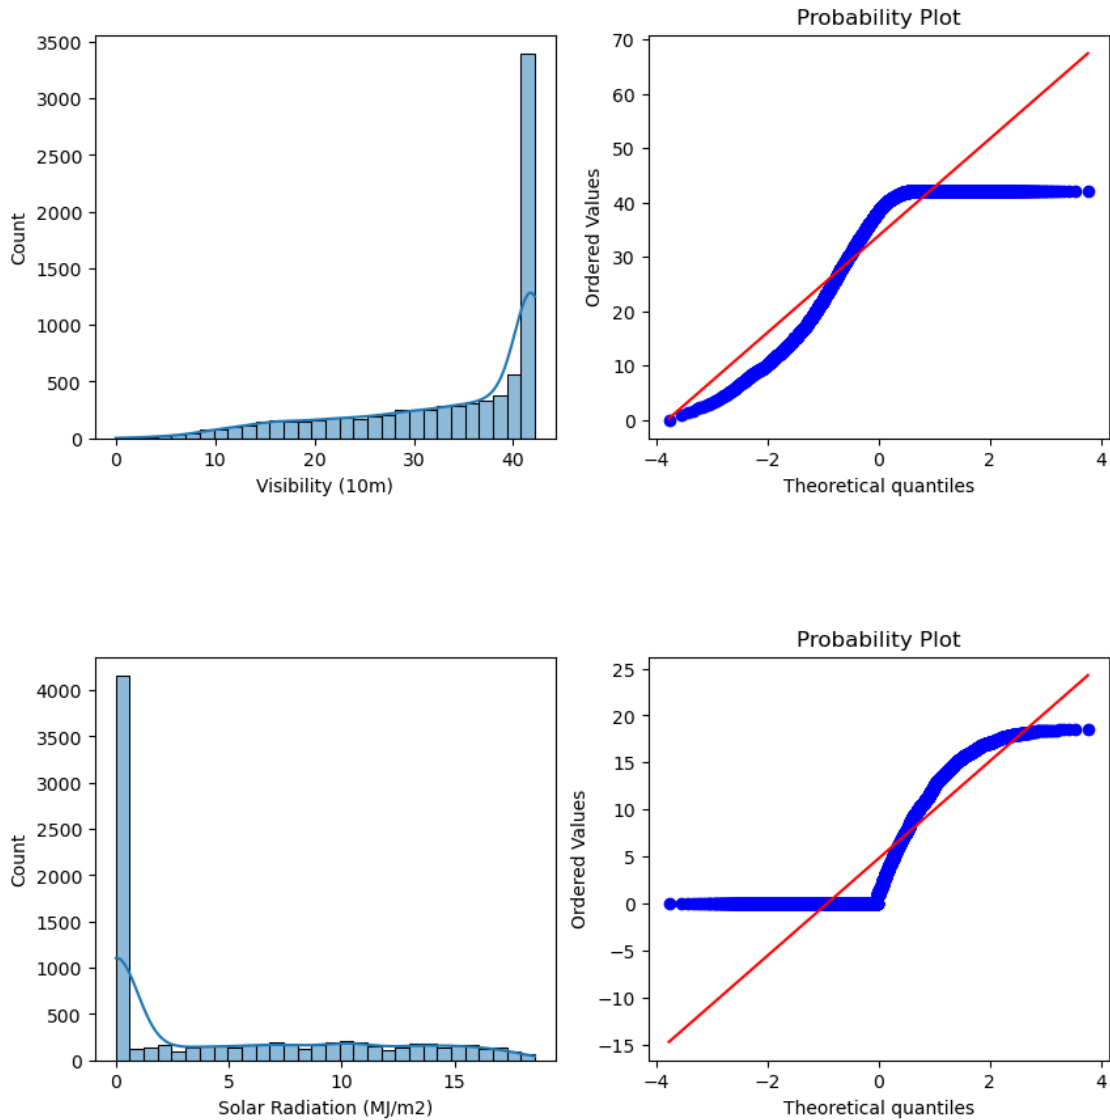 Probability Plot
3500
3000
2500
2000
1500
1000
500
0
Count
0 10 20 30 40
Visibility (10m)
70
60
50
40
30
20
10
0
Ordered Values
−4 −2 0 2 4
Theoretical quantiles
Probability Plot
4000
3500
3000
2500
2000
1500
1000
500
0
Count
0 5 10 15
Solar Radiation (MJ/m2)
25
20
15
10
5
0
−5
−10
−15
Ordered Values
−4 −2 0 2 4
Theoretical quantiles